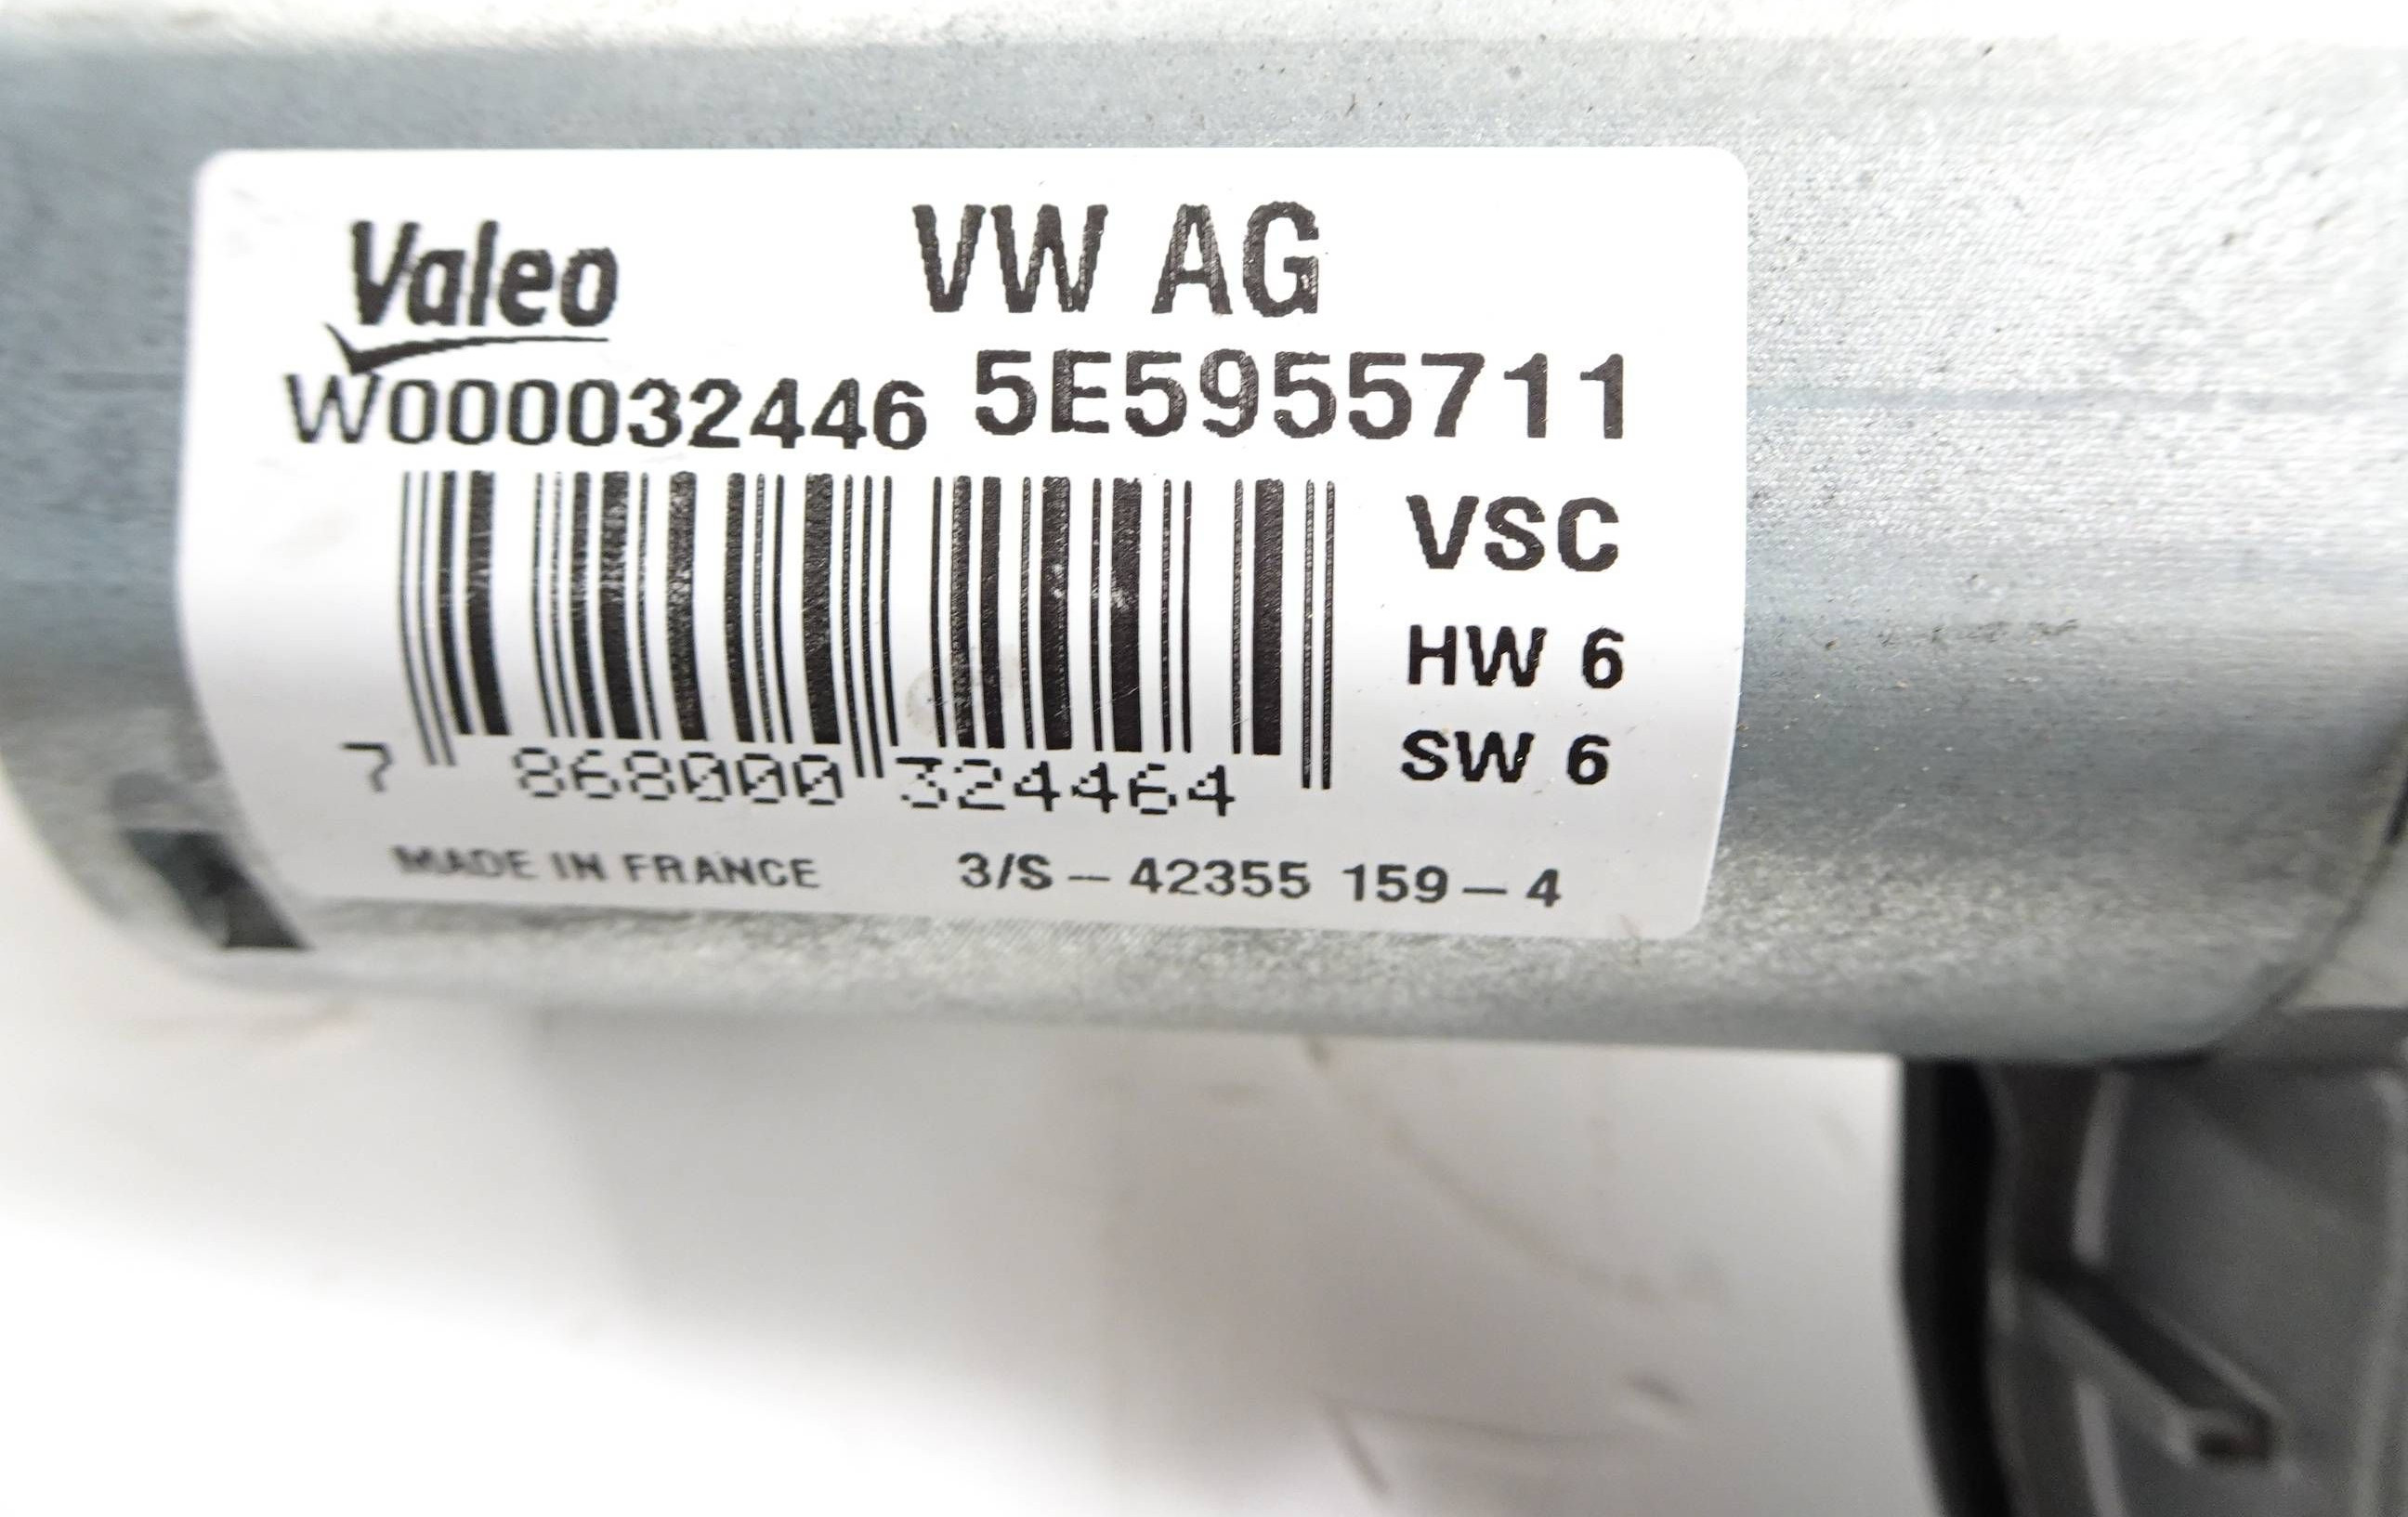 Valeo
VW AG
W000032446 5E5955711
VSC
HW 6
SW 6
7 868000 324464
MADE IN FRANCE 3/S - 42355 159 - 4